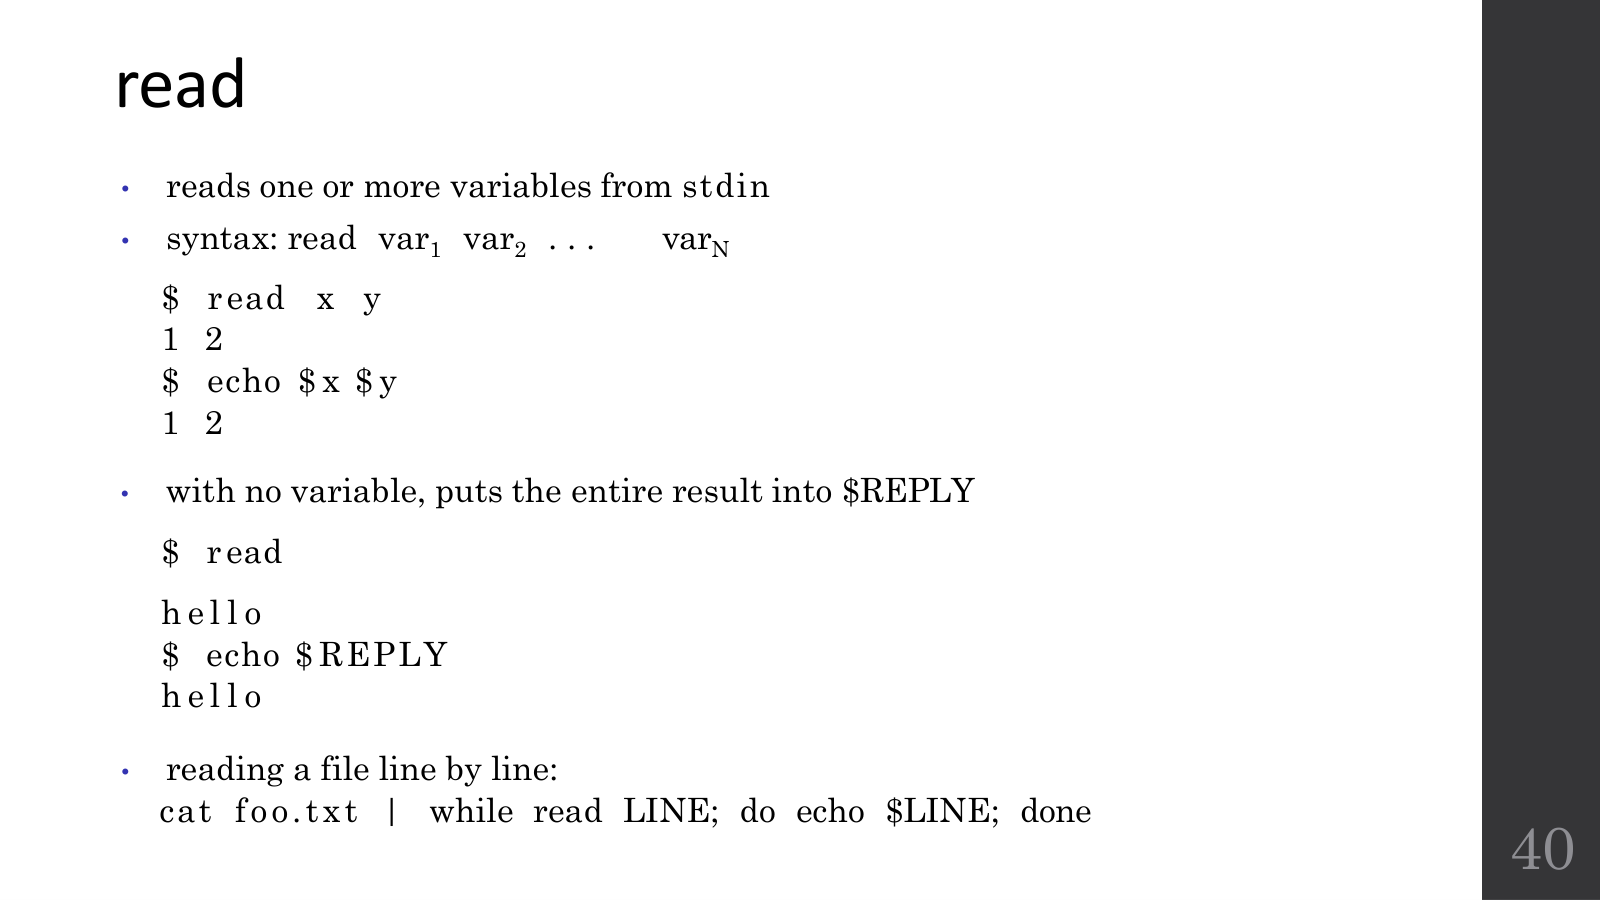 read
• reads one or more variables from stdin
• syntax: read var1 var2 ... varN
$ read x y
1 2
$ echo $x $y
1 2
• with no variable, puts the entire result into $REPLY
$ read
hello
$ echo $REPLY
hello
• reading a file line by line:
cat foo.txt | while read LINE; do echo $LINE; done
40